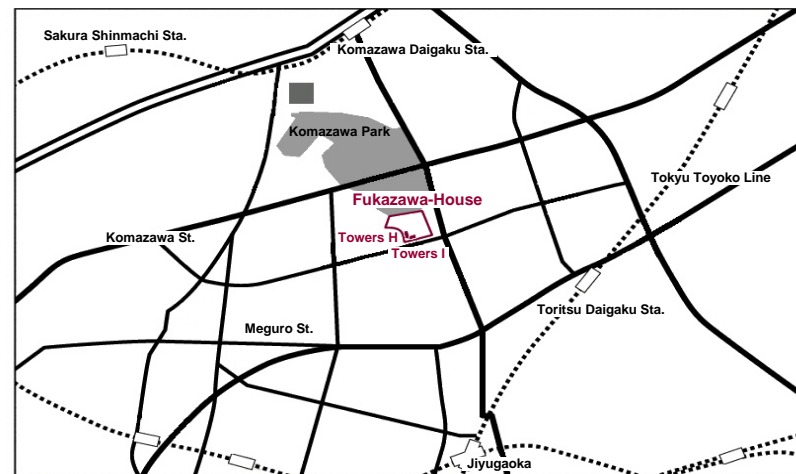 Sakura Shinmachi Sta.
Komazawa Daigaku Sta.
Komazawa Park
Tokyu Toyoko Line
Fukazawa-House
Komazawa St.
Towers H
Towers I
Toritsu Daigaku Sta.
Meguro St.
Jiyugaoka